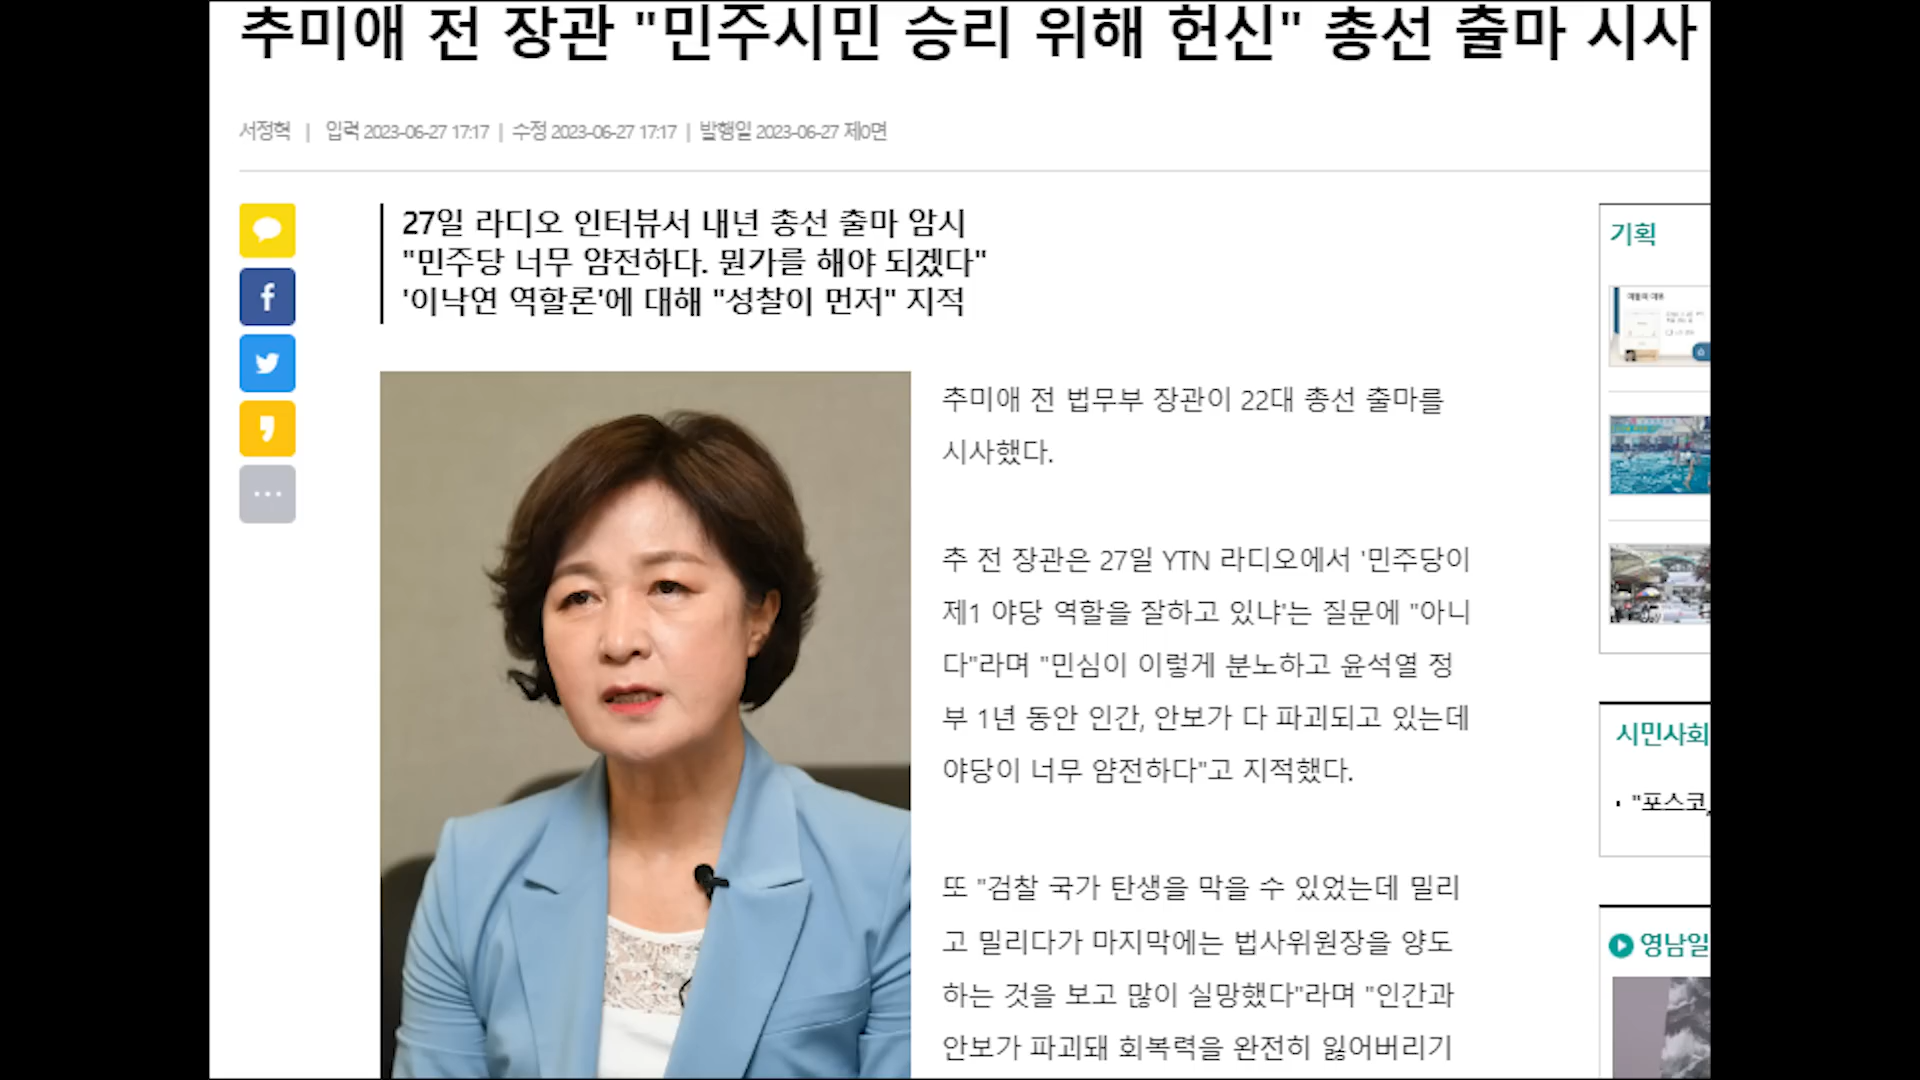 추미애 전 장관 "민주시민 승리 위해 헌신" 총선 출마 시사
서정혁 | 입력 2023-06-27 17:17 | 수정 2023-06-27 17:17 | 발행일 2023-06-27 제0면
27일 라디오 인터뷰서 내년 총선 출마 암시
"민주당 너무 얌전하다. 뭔가를 해야 되겠다"
'이낙연 역할론'에 대해 "성찰이 먼저" 지적
추미애 전 법무부 장관이 22대 총선 출마를
시사했다.
추 전 장관은 27일 YTN 라디오에서 '민주당이
제1 야당 역할을 잘하고 있냐'는 질문에 "아니
다"라며 "민심이 이렇게 분노하고 윤석열 정
부 1년 동안 인간, 안보가 다 파괴되고 있는데
야당이 너무 얌전하다"고 지적했다.
또 "검찰 국가 탄생을 막을 수 있었는데 밀리
고 밀리다가 마지막에는 법사위원장을 양도
하는 것을 보고 많이 실망했다"라며 "인간과
안보가 파괴돼 회복력을 완전히 잃어버리기
기획
시민사회
"포스코
영남일